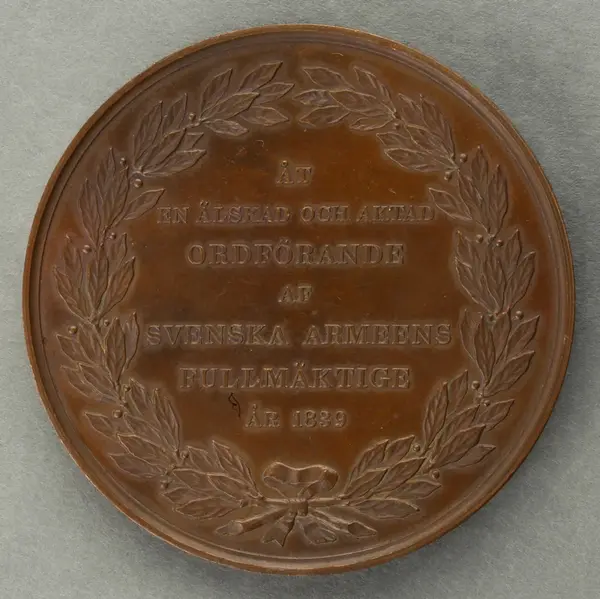 ÅT
EN ÄLSKAD OCH AKTAD
ORDFÖRANDE
AF
SVENSKA ARMEENS
FULLMÄKTIGE
ÅR 1839